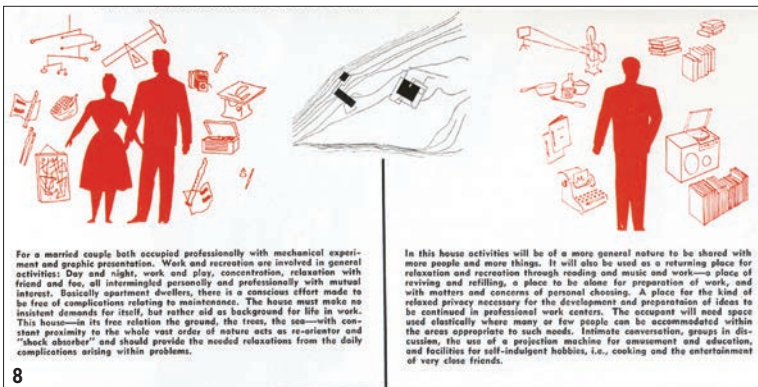 For a married couple both occupied professionally with mechanical experi-
ment and graphic presentation. Work and recreation are involved in general
activities: Day and night, work and play, concentration, relaxation with
friend and foe, all intermingled personally and professionally with mutual
interest. Basically apartment dwellers, there is a conscious effort made to
be free of complications relating to maintenance. The house must make no
insistent demands for itself, but rather aid as background for life in work.
This house—in its free relation the ground, the trees, the sea—with con-
stant proximity to the whole vast order of nature acts as re-orientor and
"shock absorber" and should provide the needed relaxations from the daily
complications arising within problems.
In this house activities will be of a more general nature to be shared with
more people and more things. It will also be used as a returning place for
relaxation and recreation through reading and music and work—a place of
reviving and refilling, a place to be alone for preparation of work, and
with matters and concerns of personal choosing. A place for the kind of
relaxed privacy necessary for the development and preparataion of ideas to
be continued in professional work centers. The occupant will need space
used elastically where many or few people can be accommodated within
the areas appropriate to such needs. Intimate conversation, groups in dis-
cussion, the use of a projection machine for amusement and education,
and facilities for self-indulgent hobbies, i.e., cooking and the entertainment
of very close friends.
8